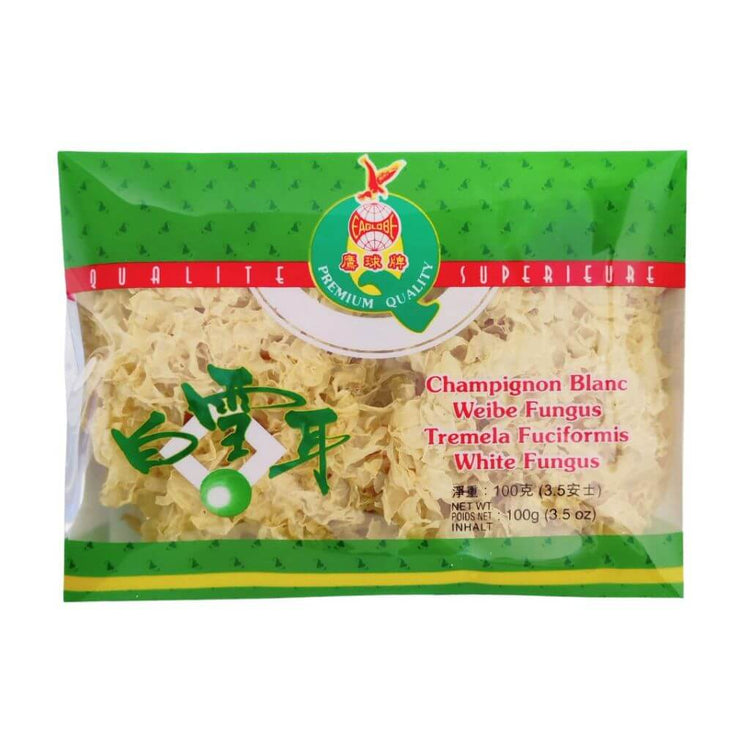 EAGLOBE
鷹球牌
PREMIUM QUALITY
QUALITE SUPERIEURE
白雪耳
Champignon Blanc
Weibe Fungus
Tremela Fuciformis
White Fungus
淨重：100克 (3.5安士)
NET WT.
POIDS NET : 100g (3.5 oz)
INHALT